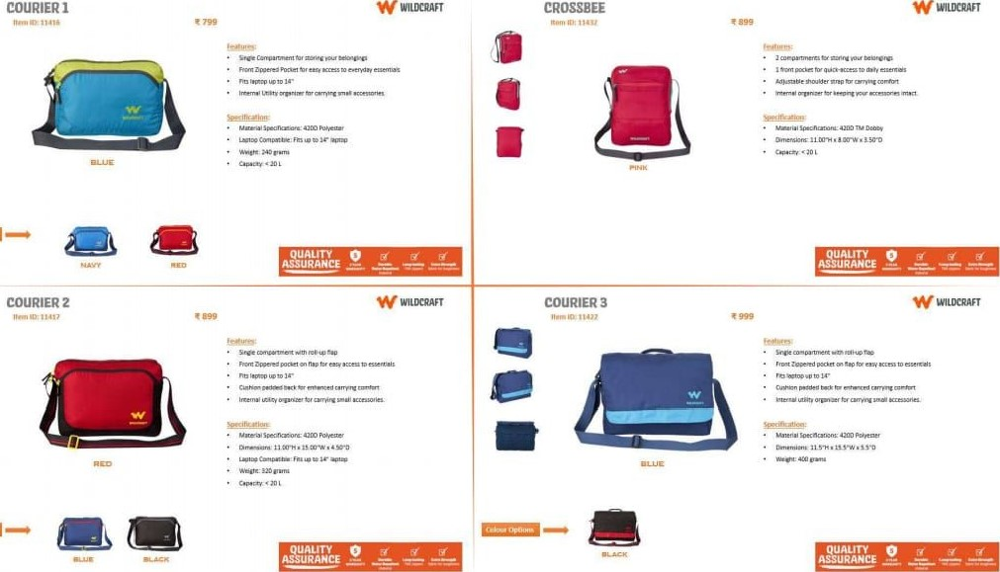 COURIER 1
WILDCRAFT
Item ID: 11416
₹ 799
Features:
• Single Compartment for storing your belongings
• Front Zippered Pocket for easy access to everyday essentials
• Fits laptop up to 14"
• Internal Utility organizer for carrying small accessories.
Specification:
• Material Specifications: 420D Polyester
• Laptop Compatible: Fits up to 14" laptop
• Weight: 240 grams
• Capacity: < 20 L
BLUE
NAVY
RED
QUALITY
ASSURANCE
CROSSBEE
WILDCRAFT
Item ID: 11432
₹ 899
Features:
• 2 compartments for storing your belongings
• 1 front pocket for quick-access to daily essentials
• Adjustable shoulder strap for carrying comfort
• Internal organizer for keeping your accessories intact.
Specification:
• Material Specifications: 420D TM Dobby
• Dimensions: 11.00"H x 8.00"W x 3.50"D
• Capacity: < 20 L
PINK
QUALITY
ASSURANCE
COURIER 2
WILDCRAFT
Item ID: 11417
₹ 899
Features:
• Single compartment with roll-up flap
• Front Zippered pocket on flap for easy access to essentials
• Fits laptop up to 14"
• Cushion padded back for enhanced carrying comfort
• Internal utility organizer for carrying small accessories.
Specification:
• Material Specifications: 420D Polyester
• Dimensions: 11.00"H x 15.00"W x 4.50"D
• Laptop Compatible: Fits up to 14" laptop
• Weight: 320 grams
• Capacity: < 20 L
RED
BLUE
BLACK
QUALITY
ASSURANCE
COURIER 3
WILDCRAFT
Item ID: 11422
₹ 999
Features:
• Single compartment with roll-up flap
• Front Zippered pocket on flap for easy access to essentials
• Fits laptop up to 14"
• Cushion padded back for enhanced carrying comfort
• Internal utility organizer for carrying small accessories.
Specification:
• Material Specifications: 420D Polyester
• Dimensions: 11.5"H x 15.5"W x 5.5"D
• Weight: 400 grams
BLUE
Colour Options
BLACK
QUALITY
ASSURANCE